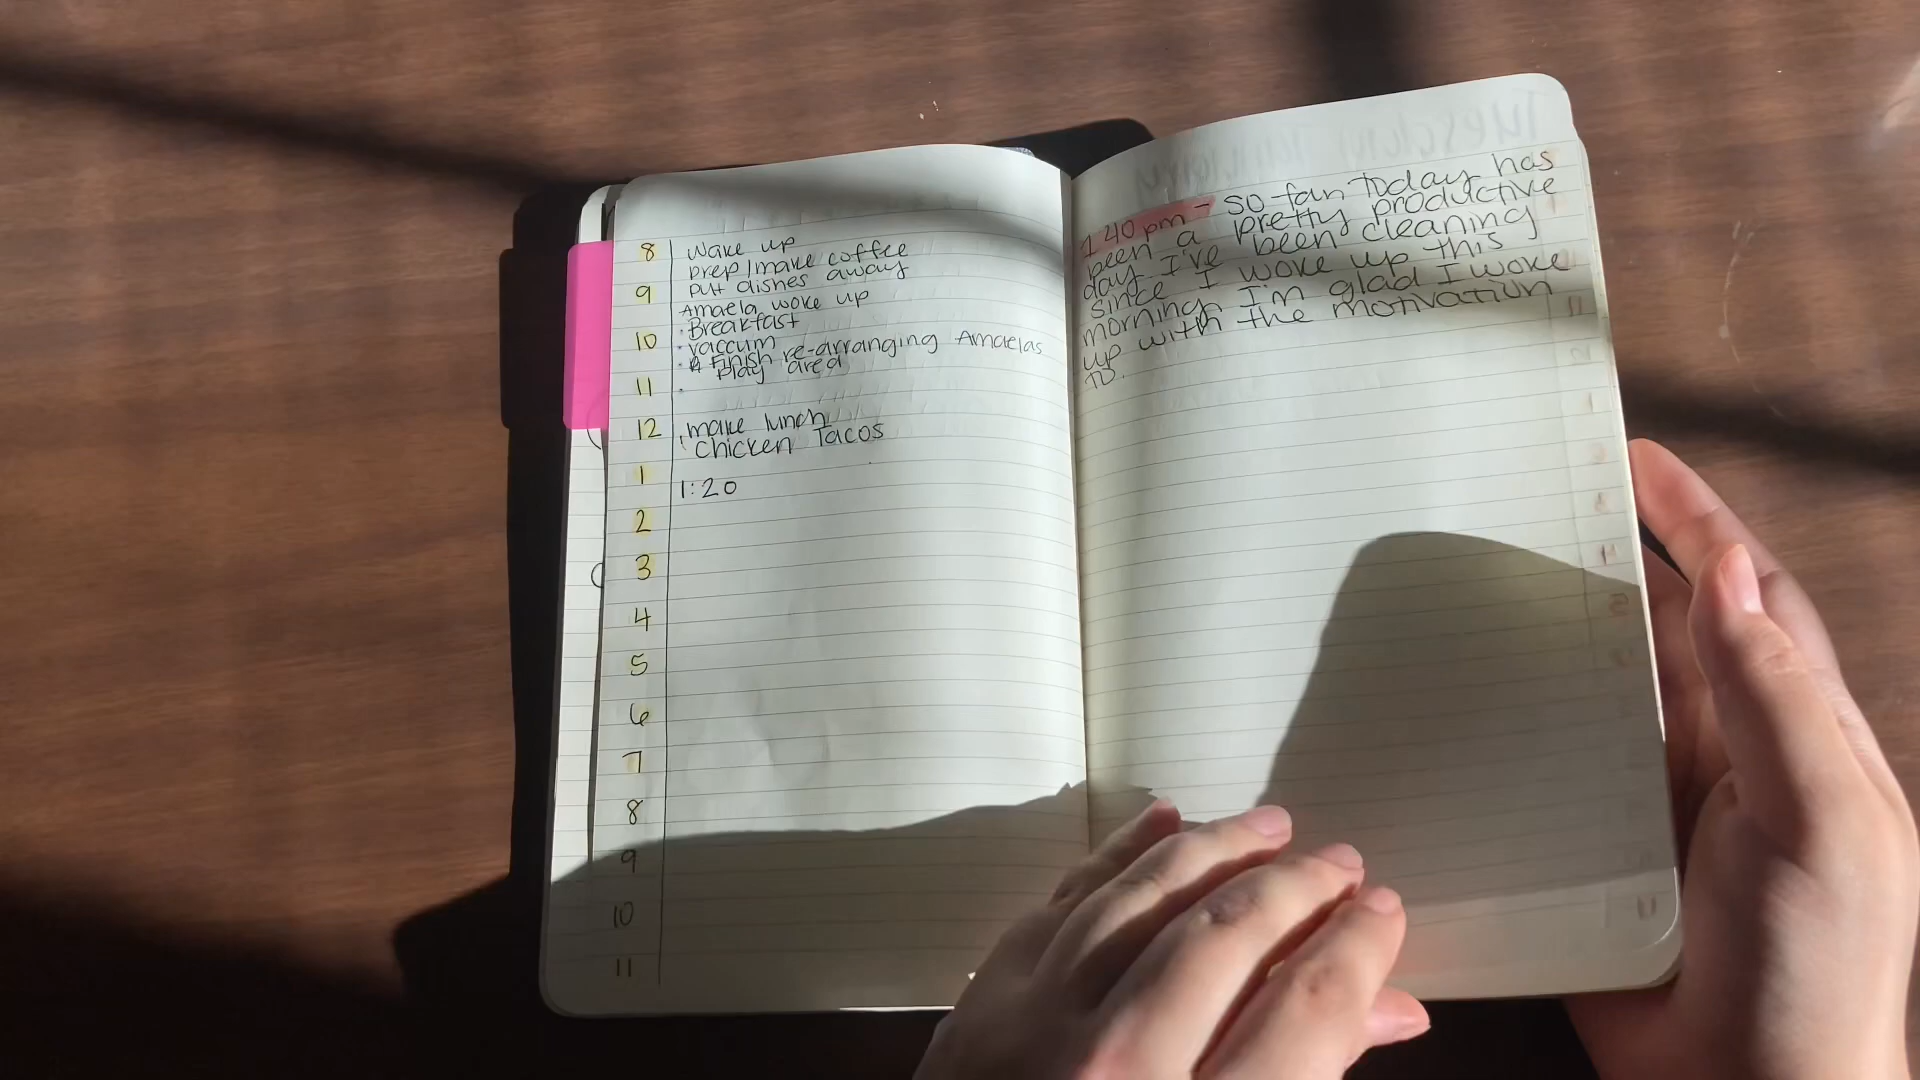 8 wake up
prep/make coffee
put dishes away
9 Amaela woke up
· Breakfast
10 · vaccum
· Finish re-arranging Amaelas
play area
11 ·
12 make lunch
chicken Tacos
1 1:20
2
3
4
5
6
7
8
9
10
11
1 40 pm - so far today has
been a pretty productive
day. I've been cleaning
since I woke up this
morning. I'm glad I woke
up with the motivation
to.